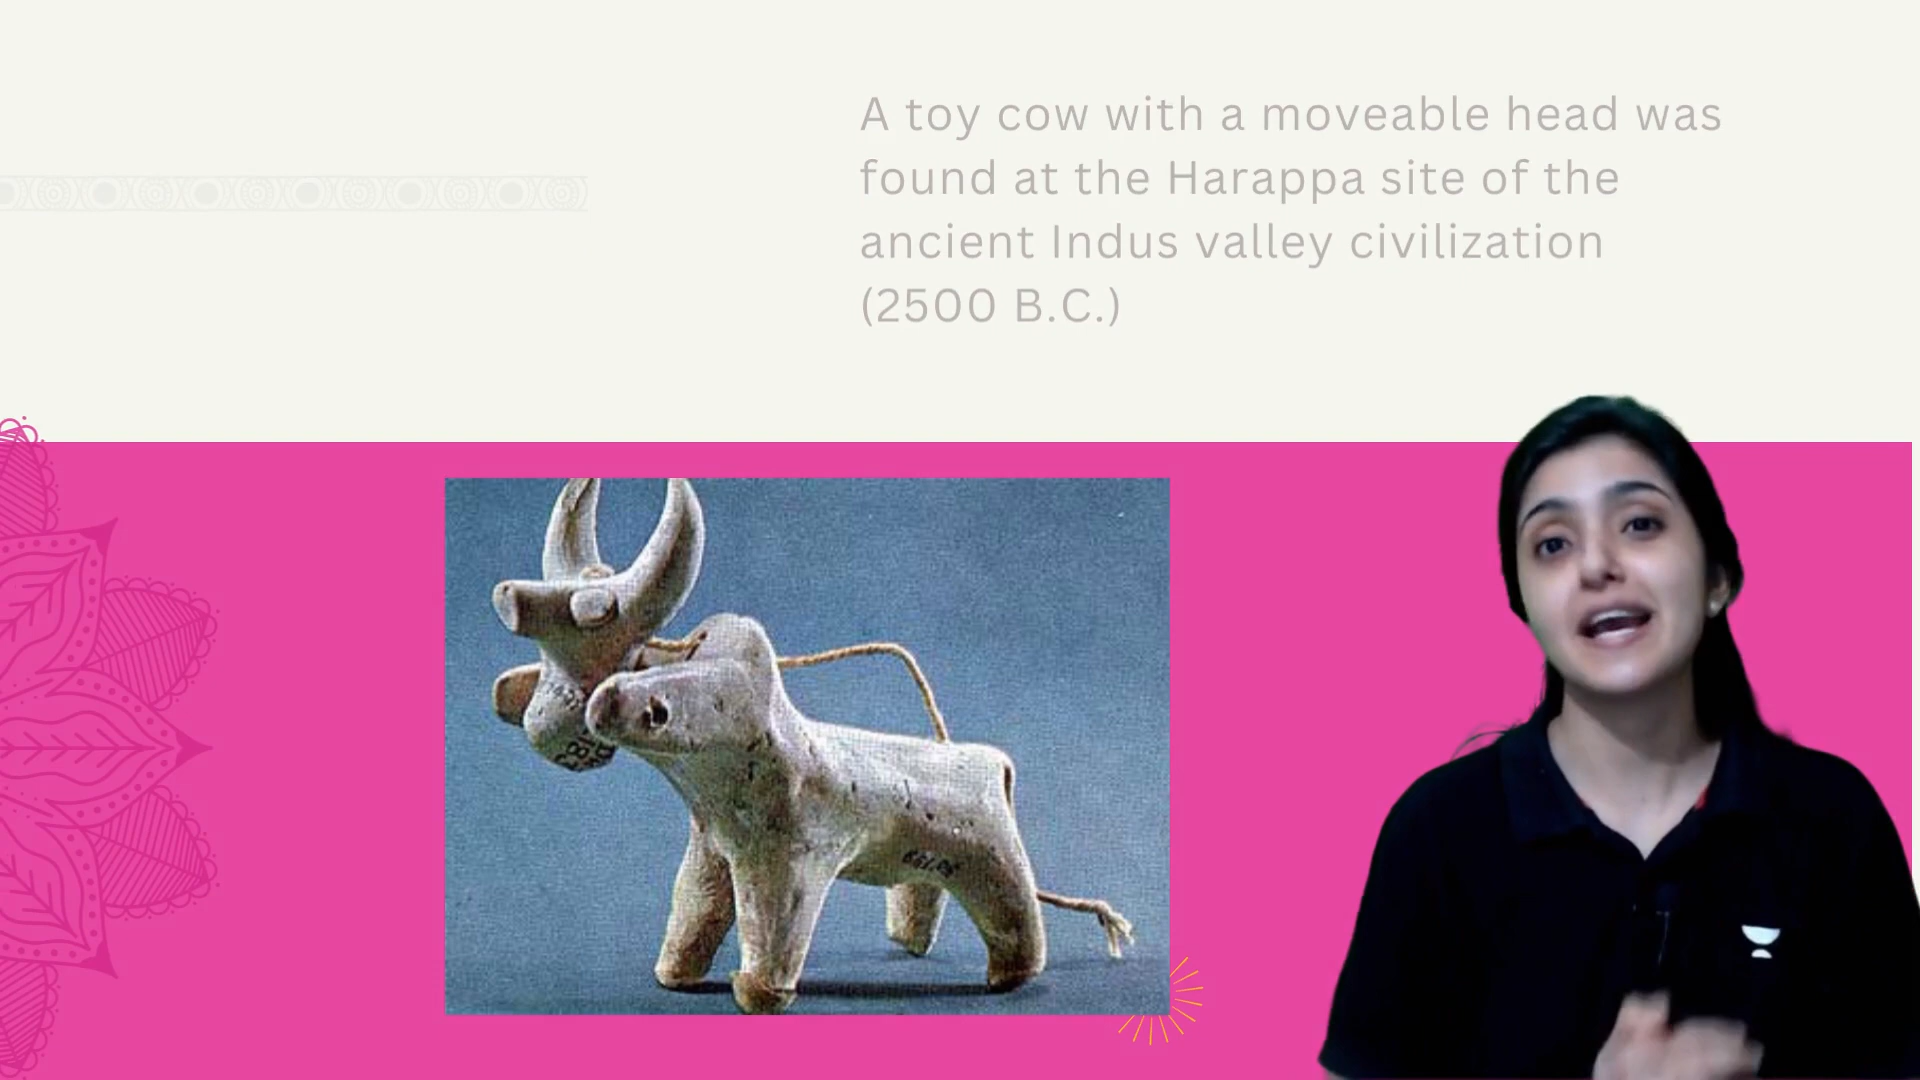 A toy cow with a moveable head was
found at the Harappa site of the
ancient Indus valley civilization
(2500 B.C.)